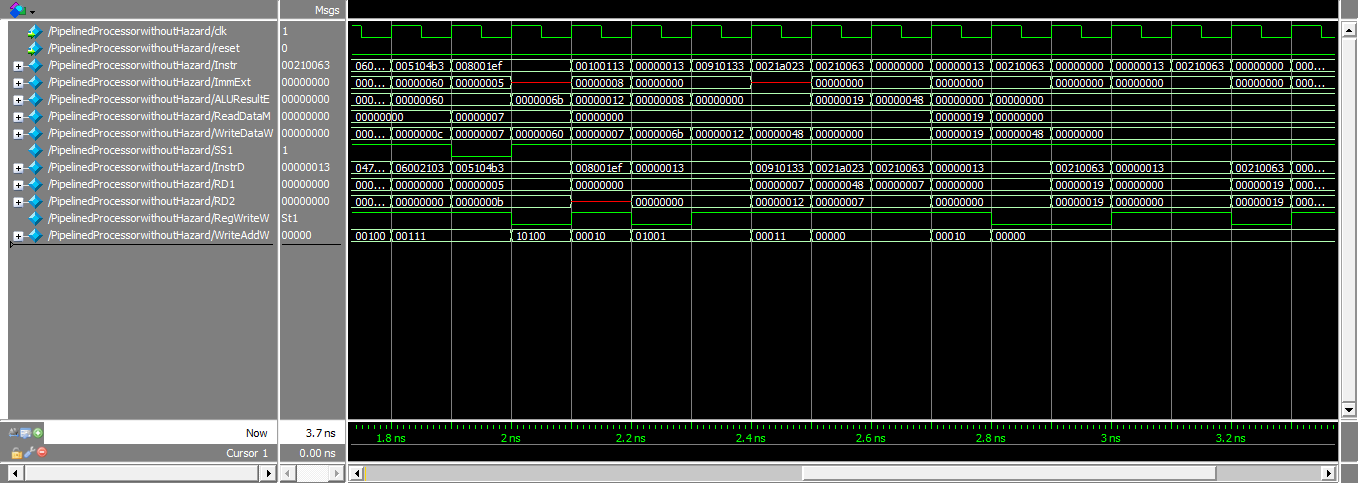 Msgs
/PipelinedProcessorwithoutHazard/clk 1
/PipelinedProcessorwithoutHazard/reset 0
/PipelinedProcessorwithoutHazard/Instr 00210063 060... 005104b3 008001ef 00100113 00000013 00910133 0021a023 00210063 00000000 00000013 00210063 00000000 00000013 00210063 00000000 000...
/PipelinedProcessorwithoutHazard/ImmExt 00000000 000... 00000060 00000005 00000008 00000000 00000000 00000000 00000000 00000000 000...
/PipelinedProcessorwithoutHazard/ALUResultE 00000000 000... 00000060 0000006b 00000012 00000008 00000000 00000019 00000048 00000000 00000000
/PipelinedProcessorwithoutHazard/ReadDataM 00000000 00000000 00000007 00000000 00000019 00000000
/PipelinedProcessorwithoutHazard/WriteDataW 00000000 000... 0000000c 00000007 00000060 00000007 0000006b 00000012 00000048 00000000 00000019 00000048 00000000
/PipelinedProcessorwithoutHazard/SS1 1
/PipelinedProcessorwithoutHazard/InstrD 00000013 047... 06002103 005104b3 008001ef 00000013 00910133 0021a023 00210063 00000013 00210063 00000013 00210063 000...
/PipelinedProcessorwithoutHazard/RD1 00000000 000... 00000000 00000005 00000000 00000007 00000048 00000007 00000000 00000019 00000000 00000019 000...
/PipelinedProcessorwithoutHazard/RD2 00000000 000... 00000000 0000000b 00000000 00000012 00000007 00000000 00000019 00000000 00000019 000...
/PipelinedProcessorwithoutHazard/RegWriteW St1
/PipelinedProcessorwithoutHazard/WriteAddW 00000 00100 00111 10100 00010 01001 00011 00000 00010 00000
Now 3.7 ns 1.8 ns 2 ns 2.2 ns 2.4 ns 2.6 ns 2.8 ns 3 ns 3.2 ns
Cursor 1 0.00 ns